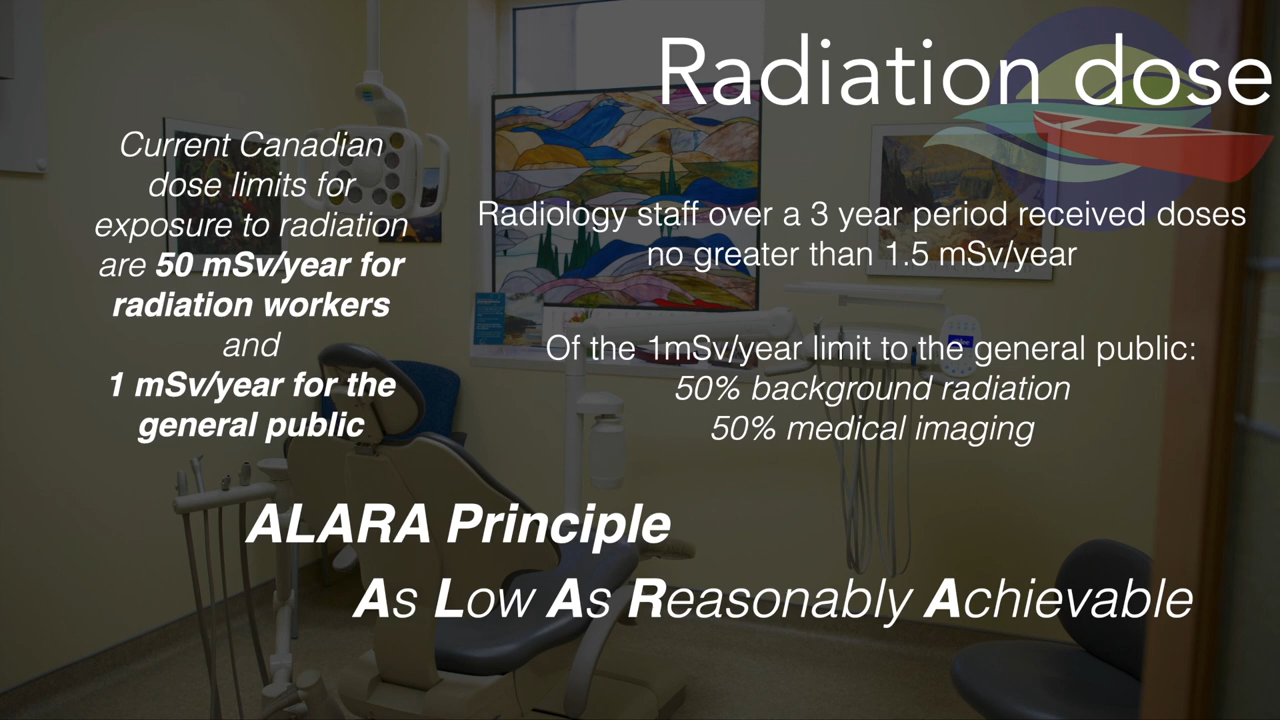 Radiation dose
Current Canadian
dose limits for
exposure to radiation
are 50 mSv/year for
radiation workers
and
1 mSv/year for the
general public
Radiology staff over a 3 year period received doses
no greater than 1.5 mSv/year
Of the 1mSv/year limit to the general public:
50% background radiation
50% medical imaging
ALARA Principle
As Low As Reasonably Achievable